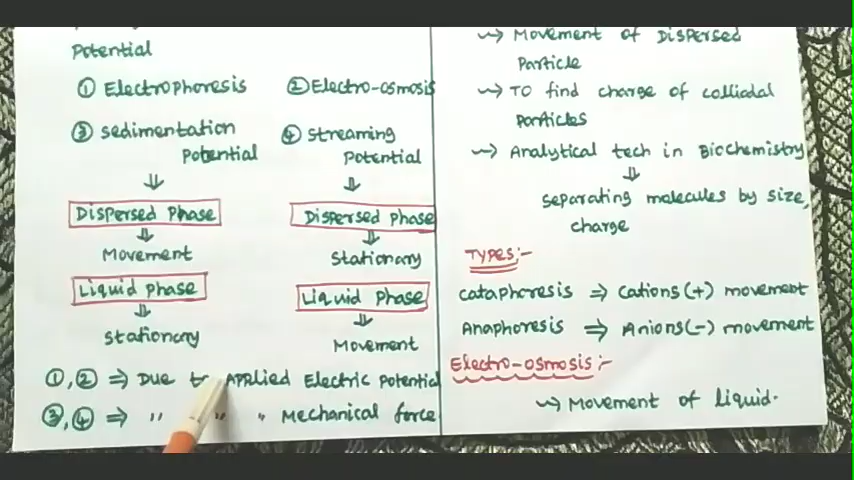 Potential
① Electrophoresis ② Electro-osmosis
③ sedimentation Potential ④ streaming Potential
⇓ ⇓
Dispersed Phase Dispersed phase
⇓ ⇓
Movement Stationary
Liquid phase Liquid Phase
⇓ ⇓
Stationary Movement
①,② ⇒ Due to Applied Electric potential
③,④ ⇒ " " " Mechanical force
⤳ Movement of Dispersed
Particle
⤳ To find charge of colliadal
Particles
⤳ Analytical tech in Biochemistry
⇓
separating molecules by size,
charge
Types:-
cataphoresis ⇒ Cations(+) movement
Anaphoresis ⇒ Anions(-) movement
Electro-osmosis:-
⤳ Movement of liquid.